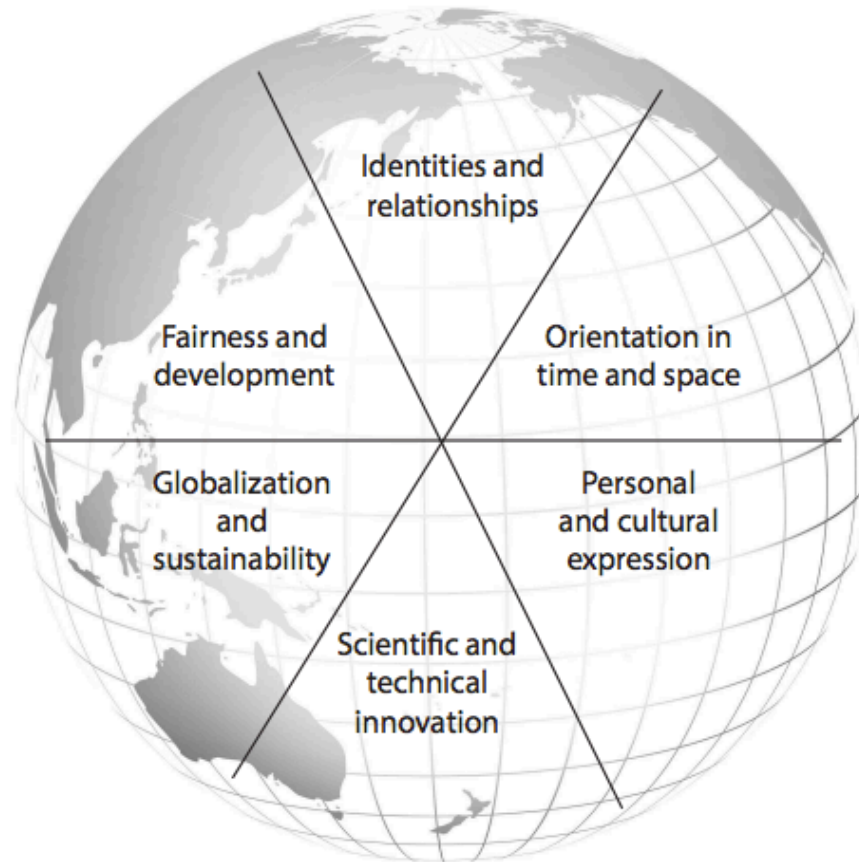 Identities and
relationships
Fairness and
development
Orientation in
time and space
Globalization
and
sustainability
Personal
and cultural
expression
Scientific and
technical
innovation